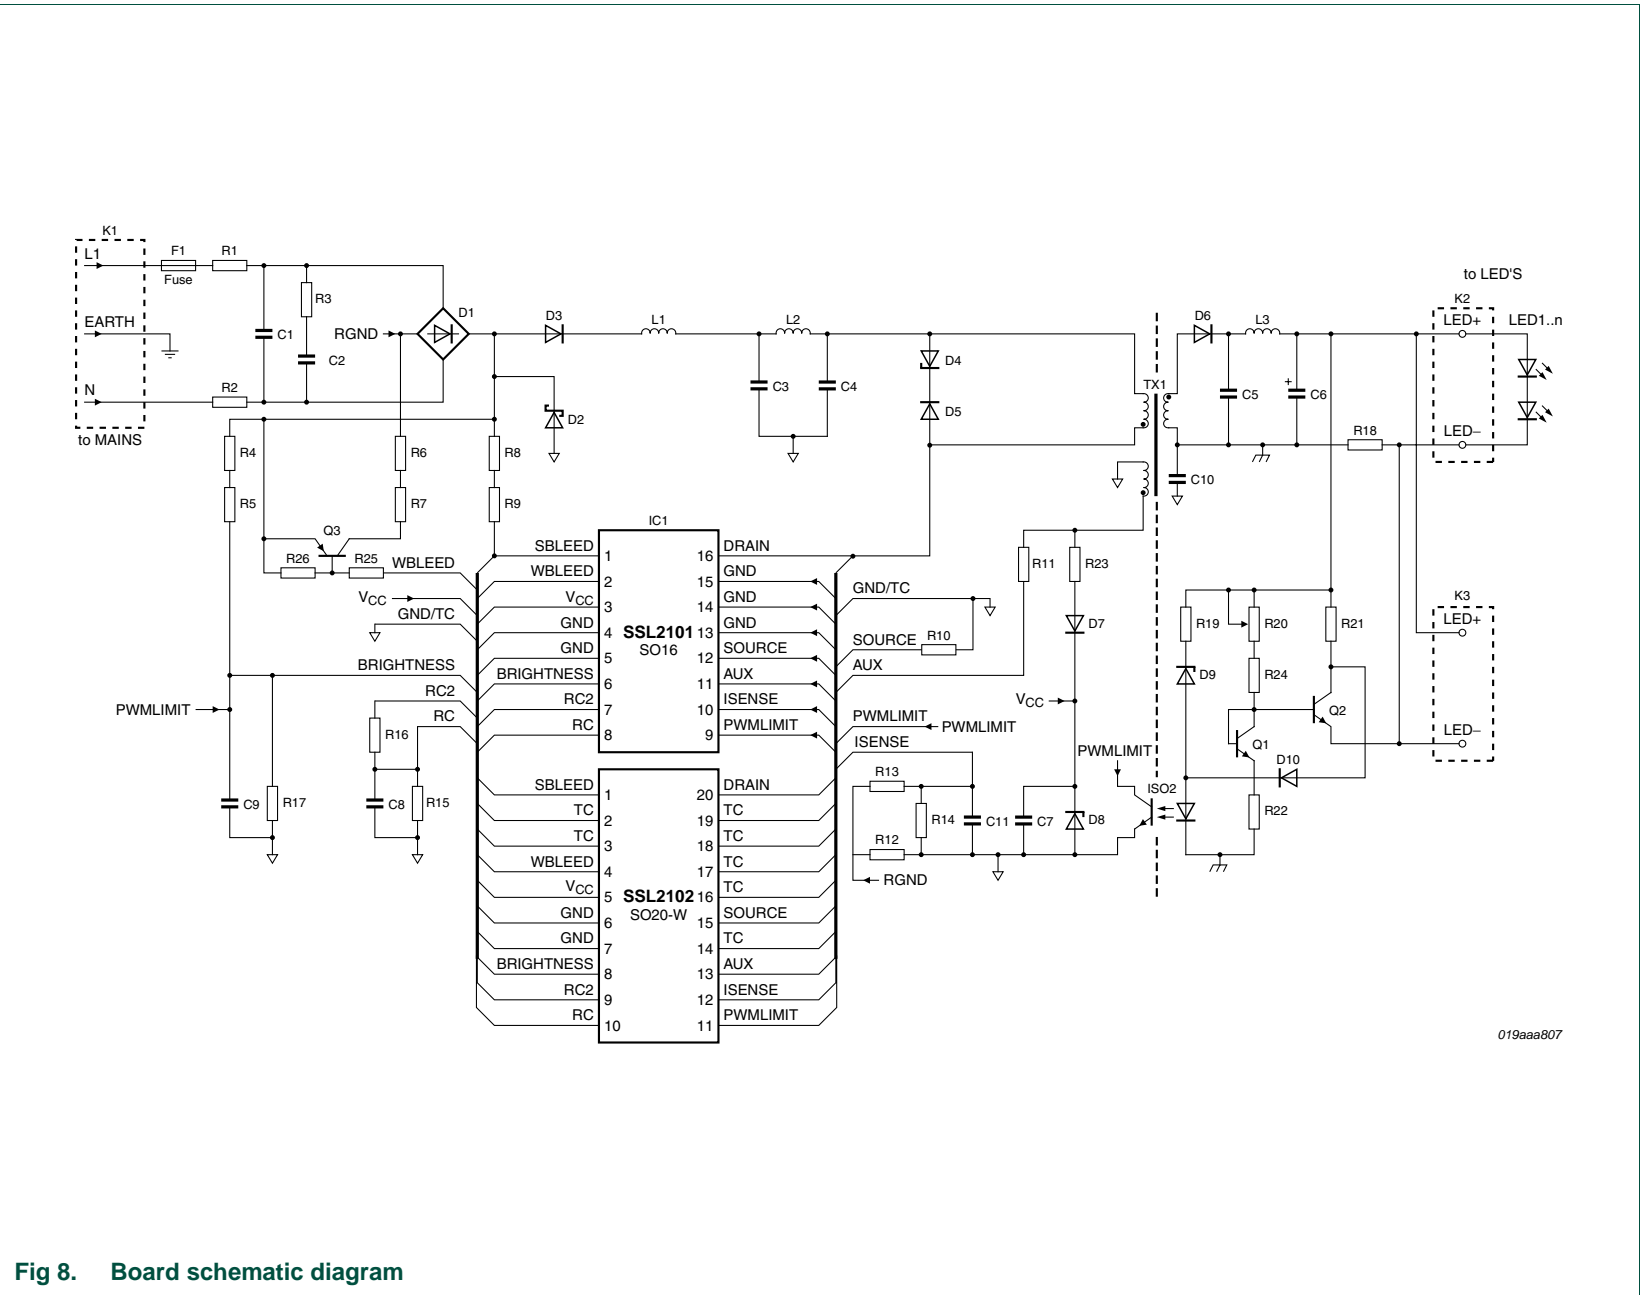 K1
L1
F1
Fuse
R1
R3
C1
C2
EARTH
N
R2
to MAINS
RGND
D1
D3
L1
L2
C3
C4
D4
D5
D2
TX1
D6
L3
C5
+
C6
R18
C10
to LED'S
K2
LED+
LED1..n
LED–
R4
R5
R6
R7
R8
R9
Q3
R26
R25
WBLEED
VCC
GND/TC
BRIGHTNESS
RC2
RC
PWMLIMIT
R16
C9
R17
C8
R15
IC1
SSL2101
SO16
SBLEED 1
WBLEED 2
VCC 3
GND 4
GND 5
BRIGHTNESS 6
RC2 7
RC 8
16 DRAIN
15 GND
14 GND
13 GND
12 SOURCE
11 AUX
10 ISENSE
9 PWMLIMIT
SSL2102
SO20-W
SBLEED 1
TC 2
TC 3
WBLEED 4
VCC 5
GND 6
GND 7
BRIGHTNESS 8
RC2 9
RC 10
20 DRAIN
19 TC
18 TC
17 TC
16 TC
15 SOURCE
14 TC
13 AUX
12 ISENSE
11 PWMLIMIT
GND/TC
SOURCE
R10
AUX
PWMLIMIT
PWMLIMIT
ISENSE
R11
R23
D7
VCC
R13
R14
C11
C7
D8
R12
RGND
PWMLIMIT
ISO2
R19
R20
R21
D9
R24
Q1
Q2
D10
R22
K3
LED+
LED–
019aaa807
Fig 8. Board schematic diagram